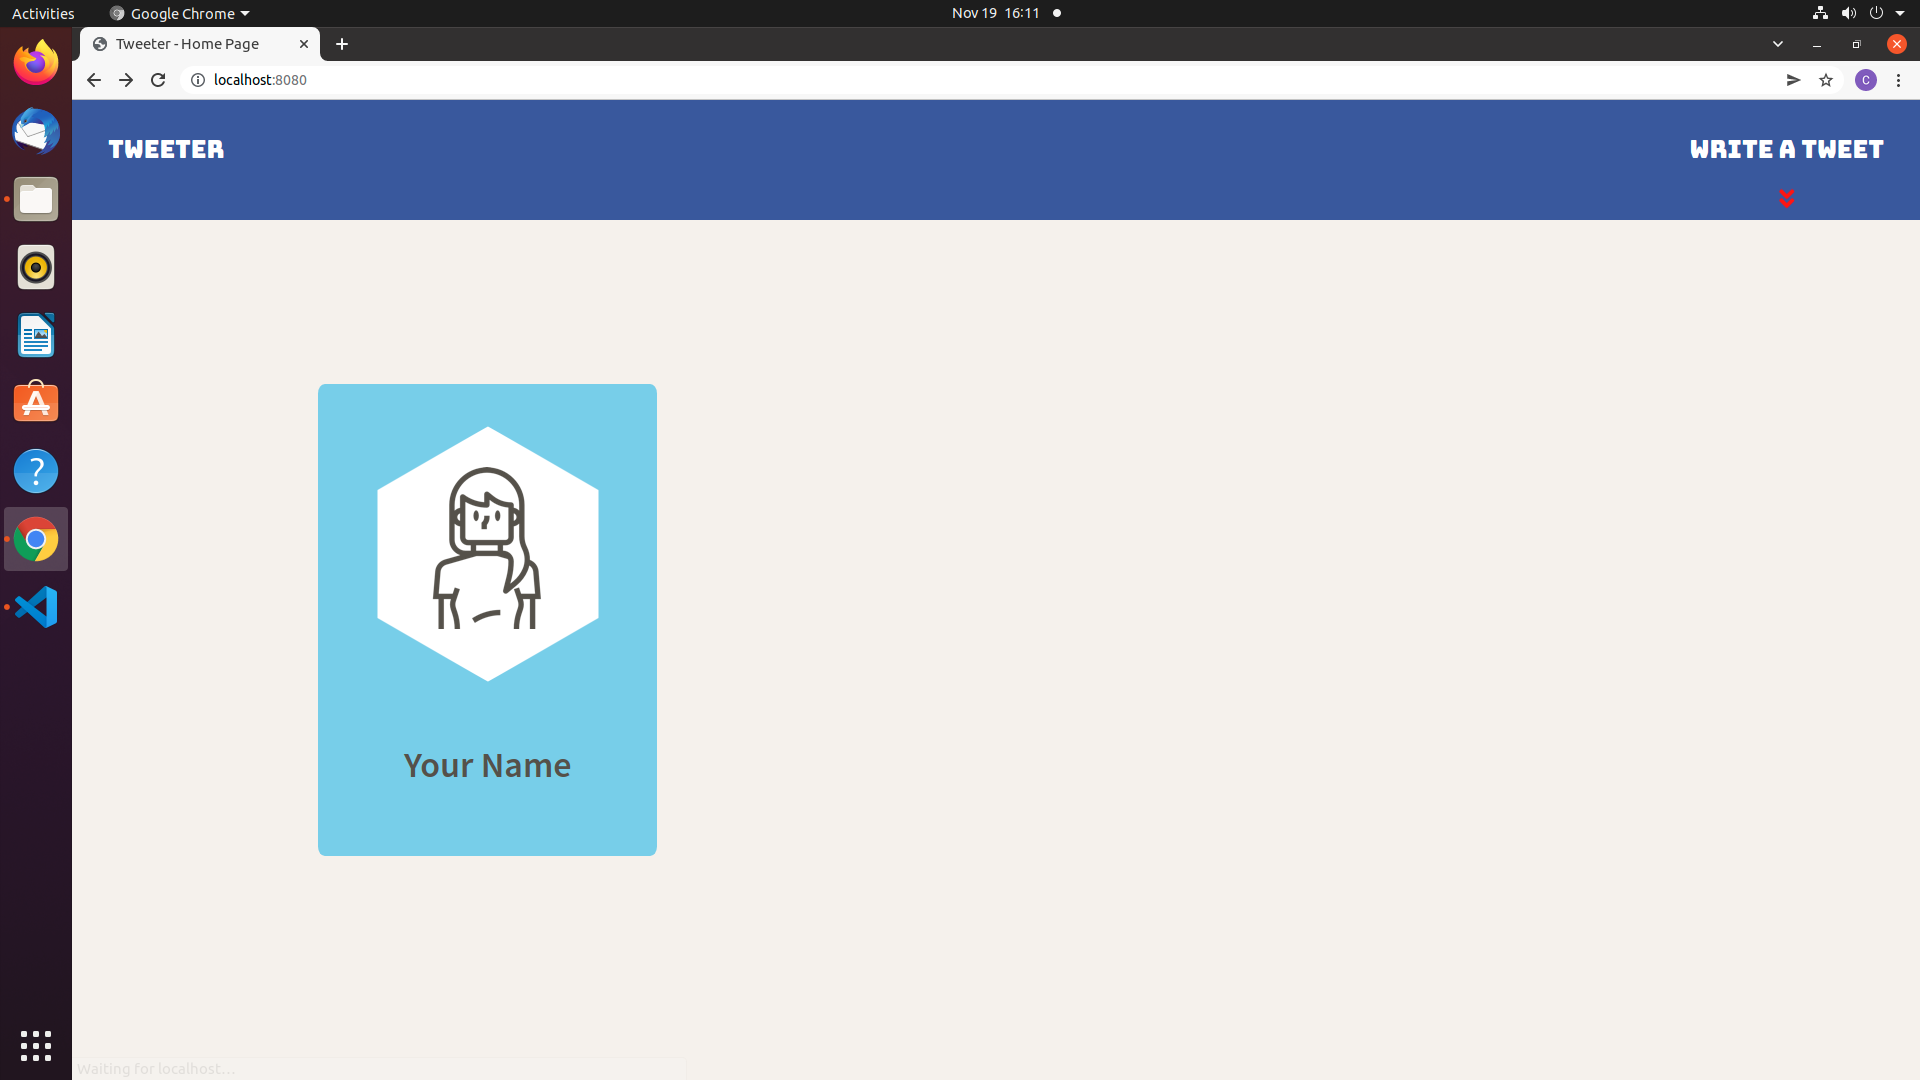 Activities
Google Chrome
Nov 19 16:11
Tweeter - Home Page
localhost:8080
C
TWEETER
WRITE A TWEET
Your Name
Waiting for localhost...